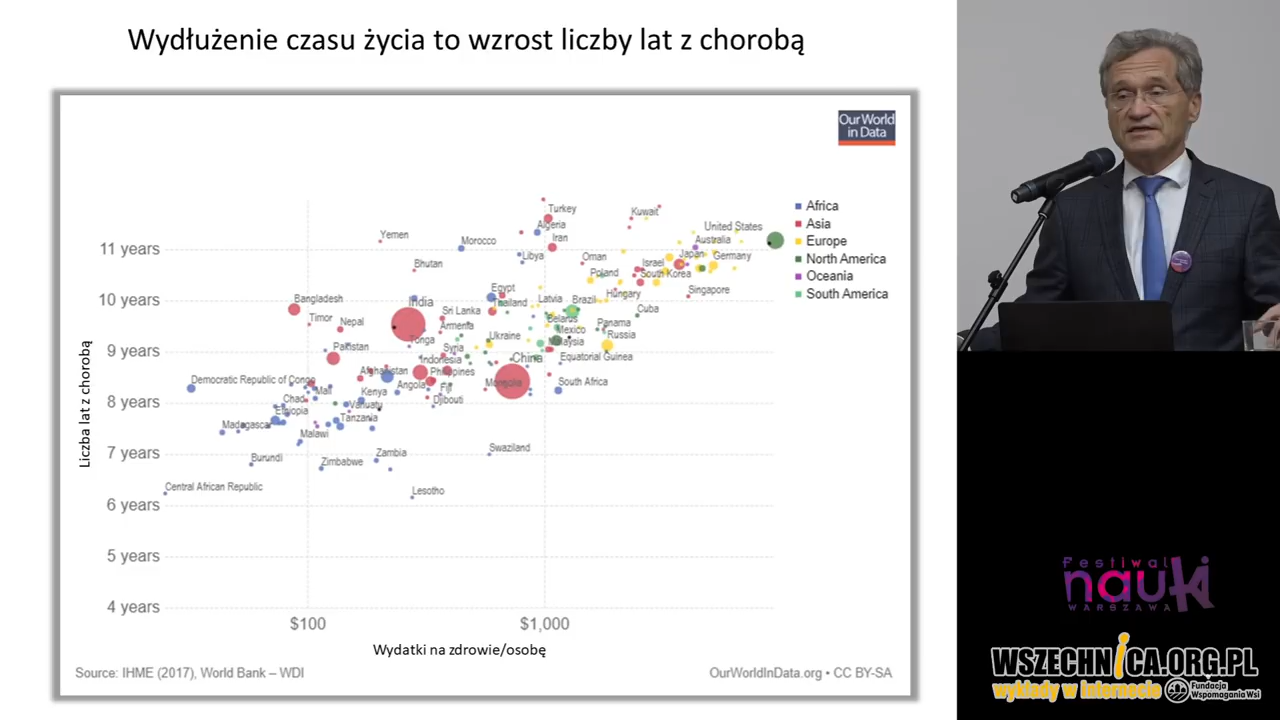 Wydłużenie czasu życia to wzrost liczby lat z chorobą
Our World
in Data
Africa
Asia
Europe
North America
Oceania
South America
Liczba lat z chorobą
11 years
10 years
9 years
8 years
7 years
6 years
5 years
4 years
Turkey
Kuwait
Algeria
United States
Yemen
Morocco
Iran
Australia
Libya
Oman
Israel
Japan
Germany
Bhutan
Poland
South Korea
Egypt
Hungary
Singapore
Bangladesh
India
Thailand
Latvia
Brazil
Timor
Nepal
Sri Lanka
Cuba
Armenia
Belarus
Panama
Tonga
Ukraine
Mexico
Russia
Pakistan
Syria
Malaysia
Indonesia
China
Equatorial Guinea
Afghanistan
Philippines
Democratic Republic of Congo
Mali
Angola
Fiji
Mongolia
South Africa
Chad
Kenya
Vanuatu
Djibouti
Ethiopia
Tanzania
Madagascar
Malawi
Swaziland
Burundi
Zimbabwe
Zambia
Central African Republic
Lesotho
$100
$1,000
Wydatki na zdrowie/osobę
Source: IHME (2017), World Bank – WDI
OurWorldInData.org • CC BY-SA
Festiwal
nauki
WARSZAWA
WSZECHNICA.ORG.PL
wykłady w internecie
Fundacja
Wspomagania Wsi